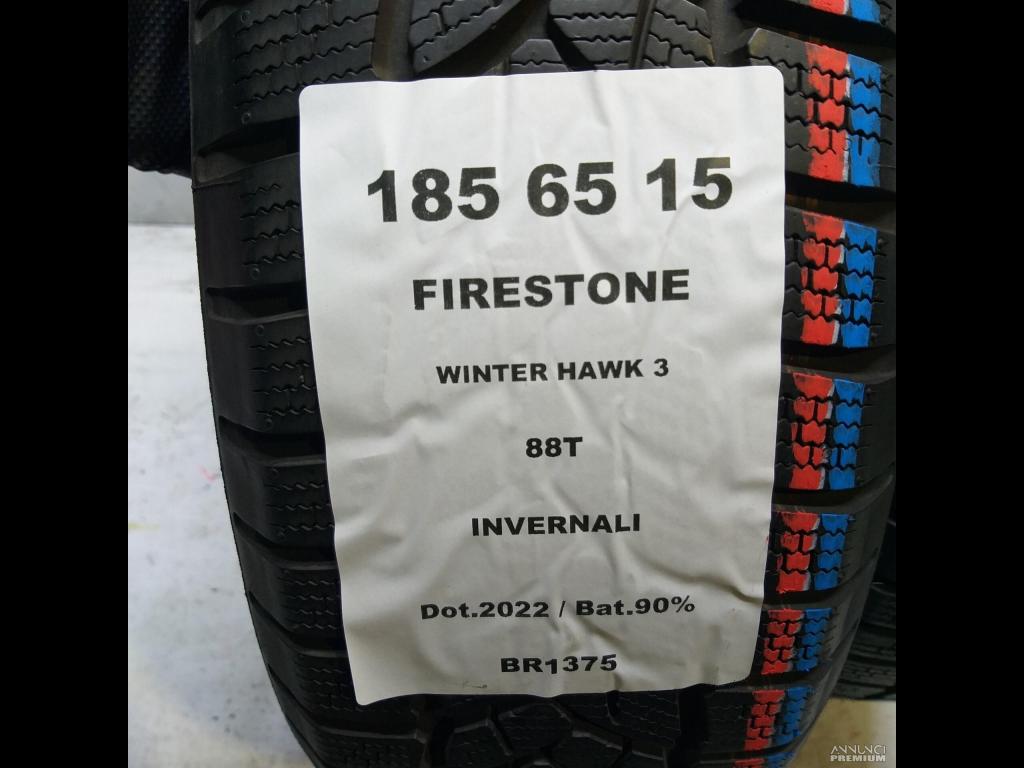 185 65 15
FIRESTONE
WINTER HAWK 3
88T
INVERNALI
Dot.2022 / Bat.90%
BR1375
ANNUNCI
PREMIUM